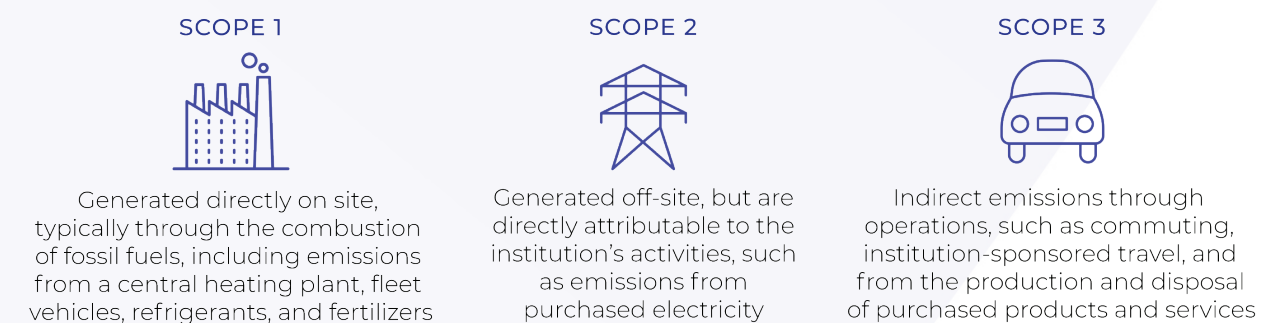 SCOPE 1
Generated directly on site,
typically through the combustion
of fossil fuels, including emissions
from a central heating plant, fleet
vehicles, refrigerants, and fertilizers
SCOPE 2
Generated off-site, but are
directly attributable to the
institution’s activities, such
as emissions from
purchased electricity
SCOPE 3
Indirect emissions through
operations, such as commuting,
institution-sponsored travel, and
from the production and disposal
of purchased products and services